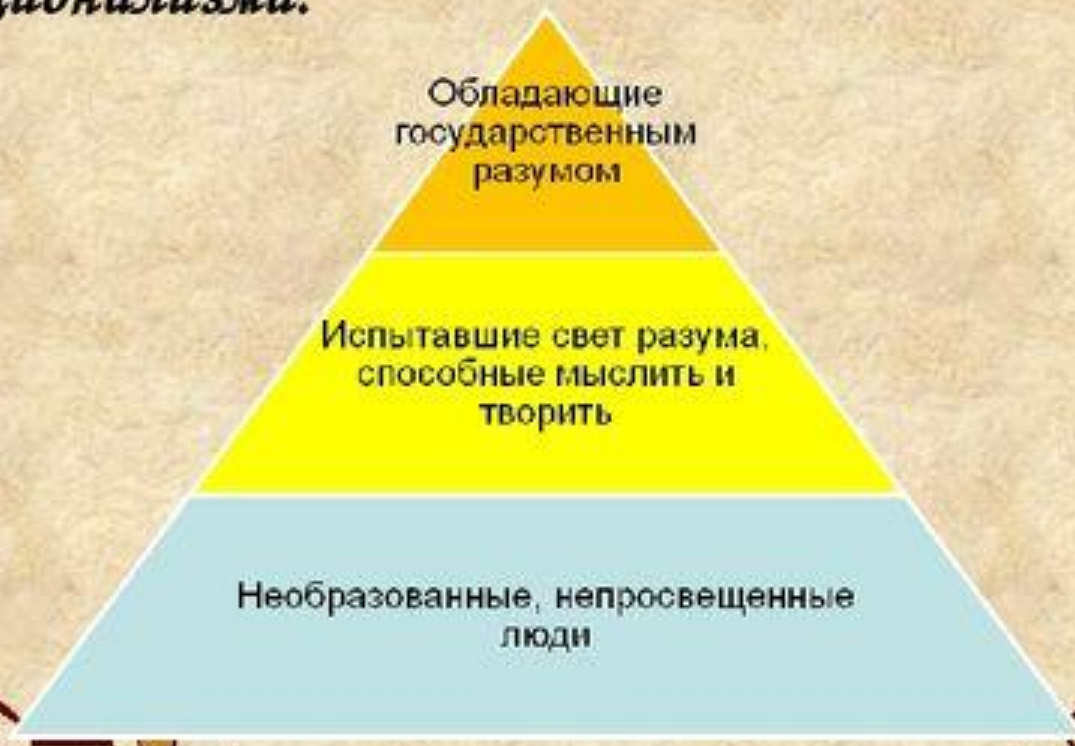 Обладающие
государственным
разумом
Испытавшие свет разума,
способные мыслить и
творить
Необразованные, непросвещенные
люди